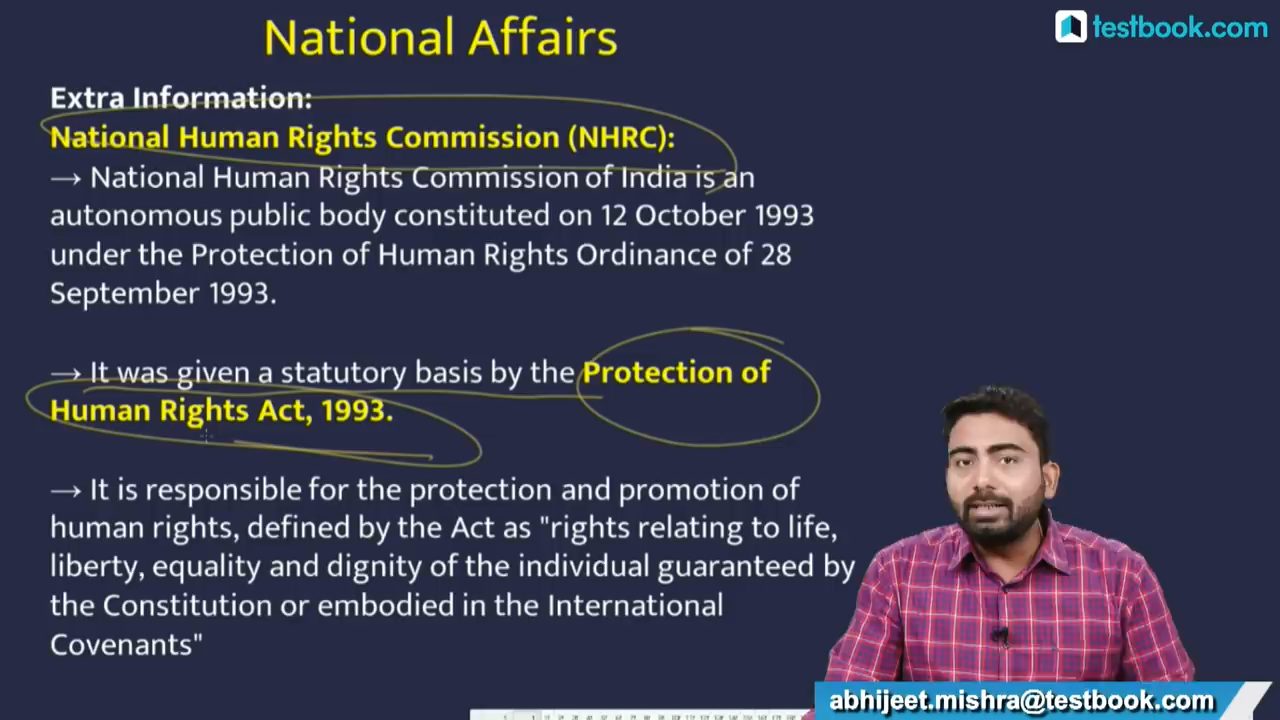 National Affairs
testbook.com
Extra Information:
National Human Rights Commission (NHRC):
→ National Human Rights Commission of India is an
autonomous public body constituted on 12 October 1993
under the Protection of Human Rights Ordinance of 28
September 1993.
→ It was given a statutory basis by the Protection of
Human Rights Act, 1993.
→ It is responsible for the protection and promotion of
human rights, defined by the Act as "rights relating to life,
liberty, equality and dignity of the individual guaranteed by
the Constitution or embodied in the International
Covenants"
abhijeet.mishra@testbook.com